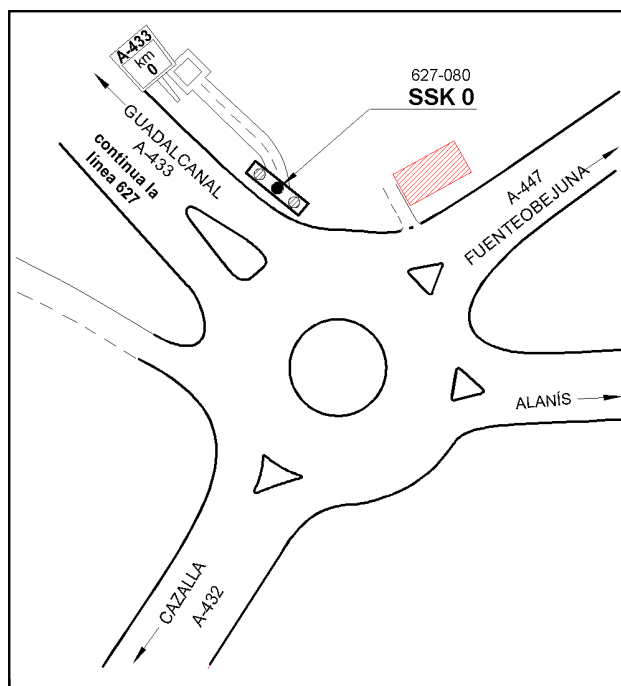 A-433
km
0
627-080
SSK 0
GUADALCANAL
A-433
continua la
línea 627
A-447
FUENTEOBEJUNA
ALANÍS
CAZALLA
A-432